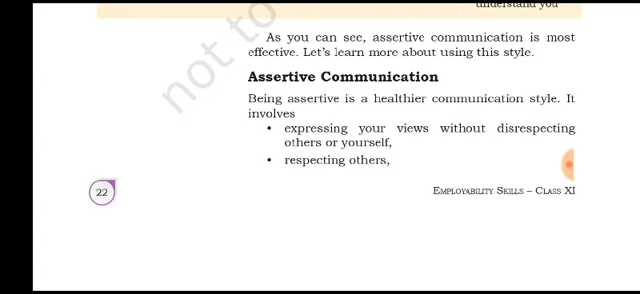 understand you
As you can see, assertive communication is most
effective. Let's learn more about using this style.
Assertive Communication
Being assertive is a healthier communication style. It
involves
• expressing your views without disrespecting
others or yourself,
• respecting others,
22
EMPLOYABILITY SKILLS – CLASS XI
not to